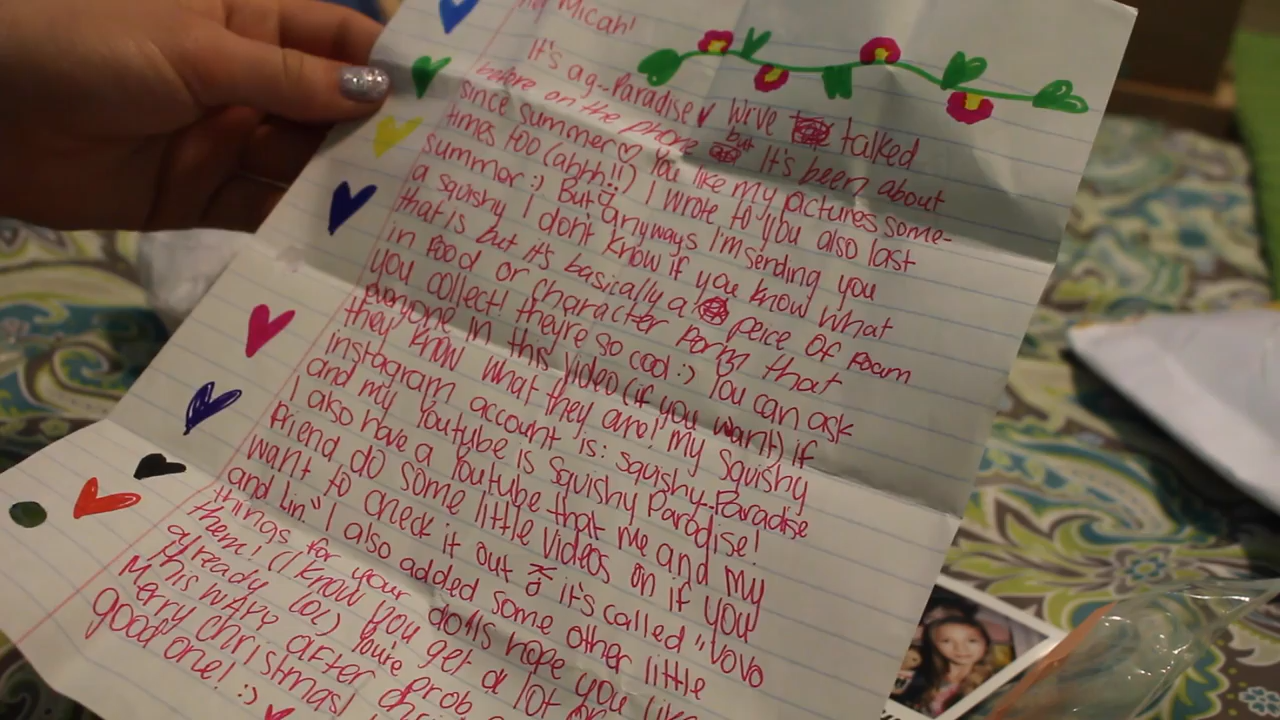 Hey Micah!
It's ag--Paradise We've talked
before on the phone but It's been about
since summer You like my pictures some-
times too (ahhh!!) I wrote to you also last
summer :) But anyways I'm sending you
a squishy I don't know if you know what
that is but it's basically a peice of foam
in food or character form that
you collect! they're so cool :) You can ask
everyone in this video (if you want) if
they know what they are! my squishy
instagram account is: squishy.Paradise
and my Youtube is Squishy Paradise!
I also have a Youtube that me and my
friend do some little videos on if you
want to check it out it's called "Vovo
and Lin" I also added some other little
things for your dolls hope you like
them! (I know you get a lot
already lol) You're prob
this way after
Merry christmas!
good one! :)